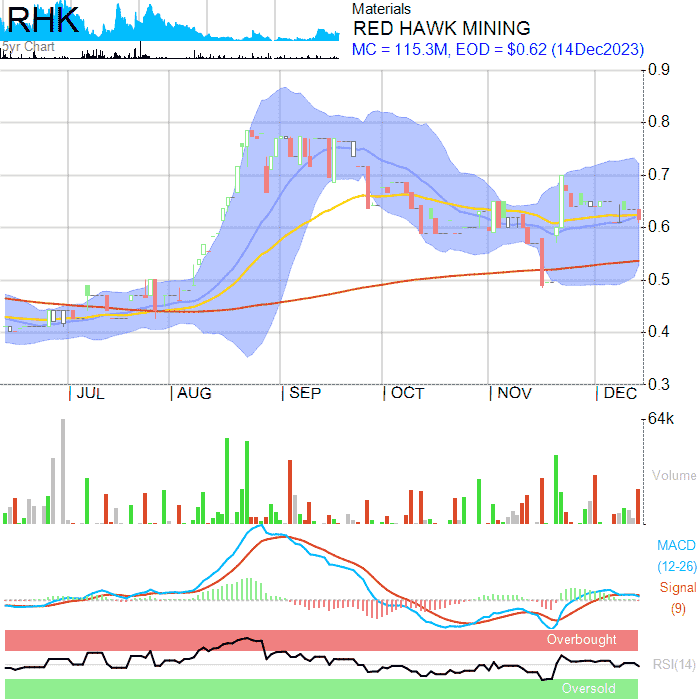 RHK
5yr Chart
Materials
RED HAWK MINING
MC = 115.3M, EOD = $0.62 (14Dec2023)
0.9
0.8
0.7
0.6
0.5
0.4
0.3
JUL
AUG
SEP
OCT
NOV
DEC
64k
Volume
MACD
(12-26)
Signal
(9)
Overbought
RSI(14)
Oversold